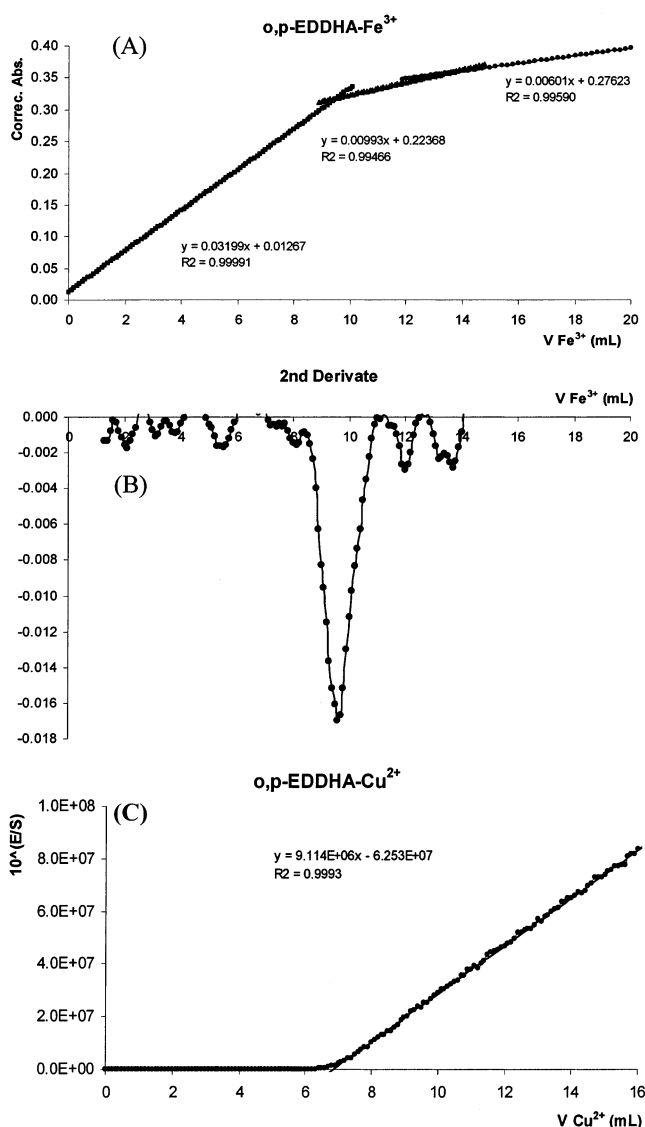 o,p-EDDHA-Fe³⁺
(A)
Correc. Abs.
0.40
0.35
0.30
0.25
0.20
0.15
0.10
0.05
0.00
y = 0.00601x + 0.27623
R2 = 0.99590
y = 0.00993x + 0.22368
R2 = 0.99466
y = 0.03199x + 0.01267
R2 = 0.99991
0 2 4 6 8 10 12 14 16 18 20
V Fe³⁺ (mL)
2nd Derivate
V Fe³⁺ (mL)
0.000
0 2 4 6 8 10 12 14 16 18 20
-0.002
-0.004
-0.006
-0.008
-0.010
-0.012
-0.014
-0.016
-0.018
(B)
o,p-EDDHA-Cu²⁺
(C)
10^(E/S)
1.0E+08
8.0E+07
6.0E+07
4.0E+07
2.0E+07
0.0E+00
y = 9.114E+06x - 6.253E+07
R2 = 0.9993
0 2 4 6 8 10 12 14 16
V Cu²⁺ (mL)